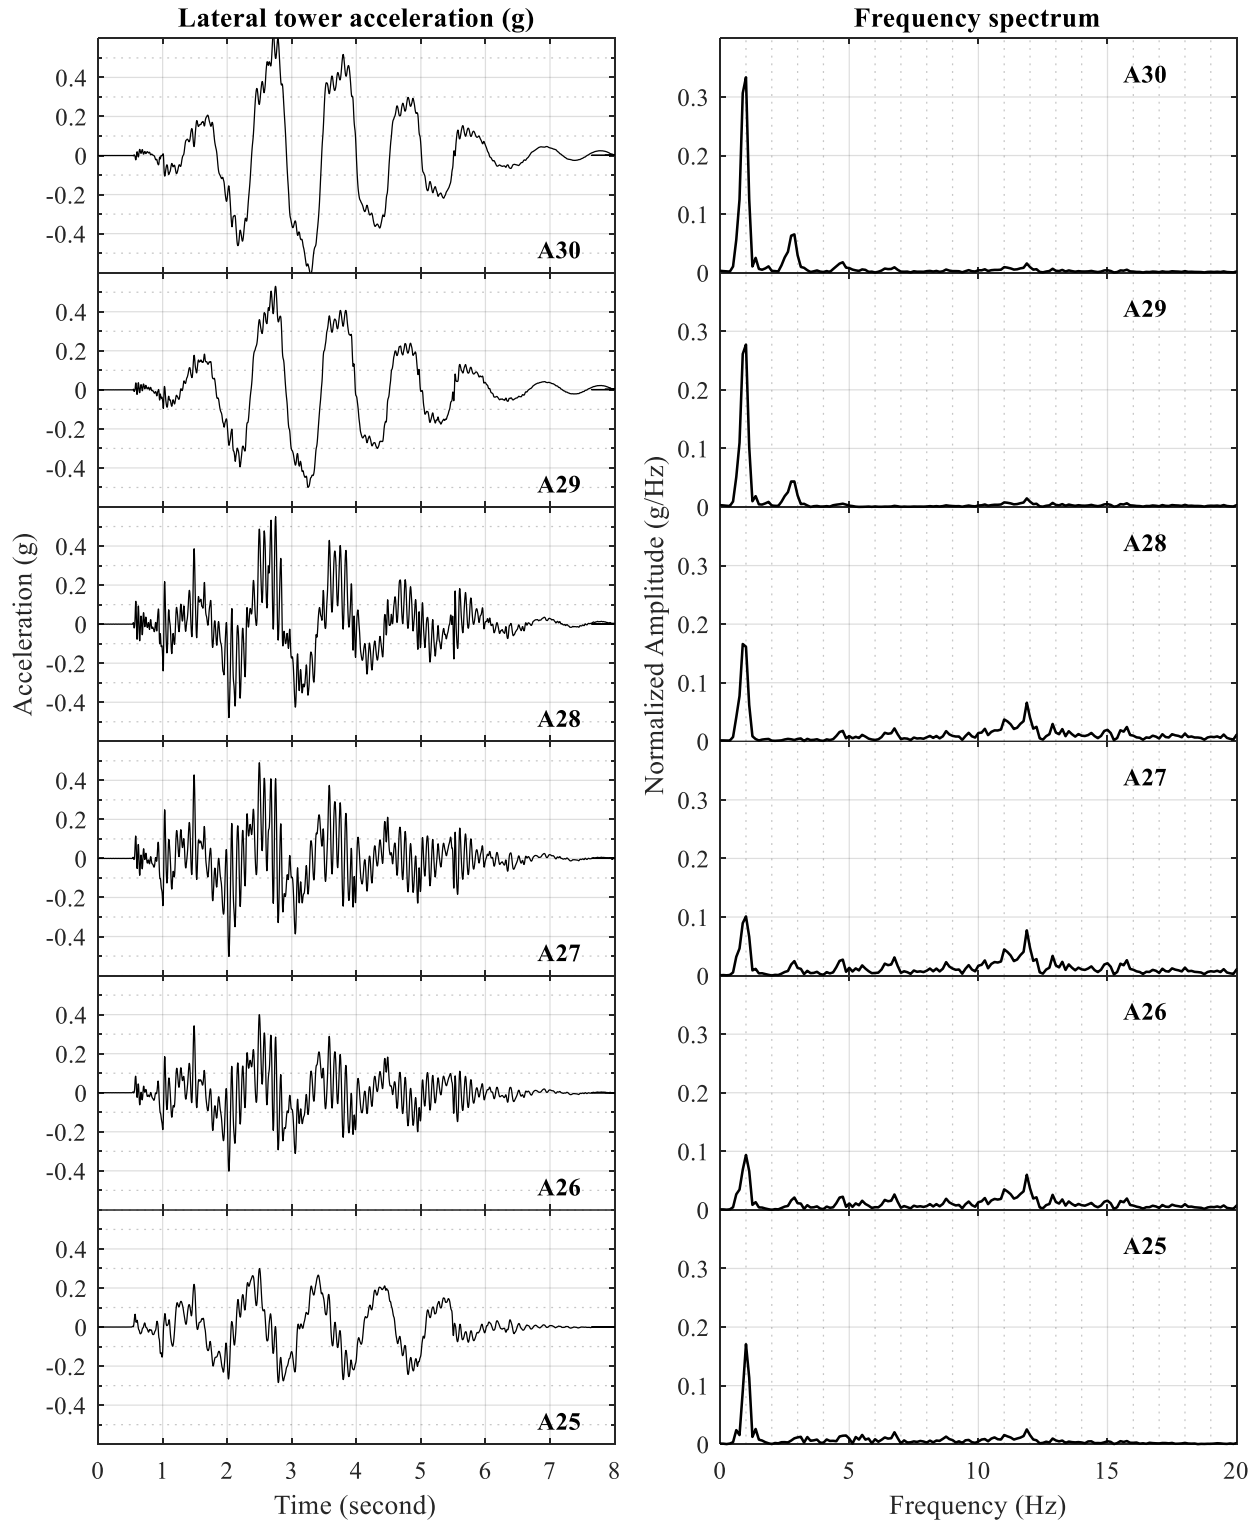 Lateral tower acceleration (g)
Frequency spectrum
0.4
0.2
0
-0.2
-0.4
A30
0.3
0.2
0.1
0
A30
0.4
0.2
0
-0.2
-0.4
A29
0.3
0.2
0.1
0
A29
0.4
0.2
0
-0.2
-0.4
A28
0.3
0.2
0.1
0
A28
0.4
0.2
0
-0.2
-0.4
A27
0.3
0.2
0.1
0
A27
0.4
0.2
0
-0.2
-0.4
A26
0.3
0.2
0.1
0
A26
0.4
0.2
0
-0.2
-0.4
A25
0.3
0.2
0.1
0
A25
Acceleration (g)
Normalized Amplitude (g/Hz)
0 1 2 3 4 5 6 7 8
Time (second)
0 5 10 15 20
Frequency (Hz)